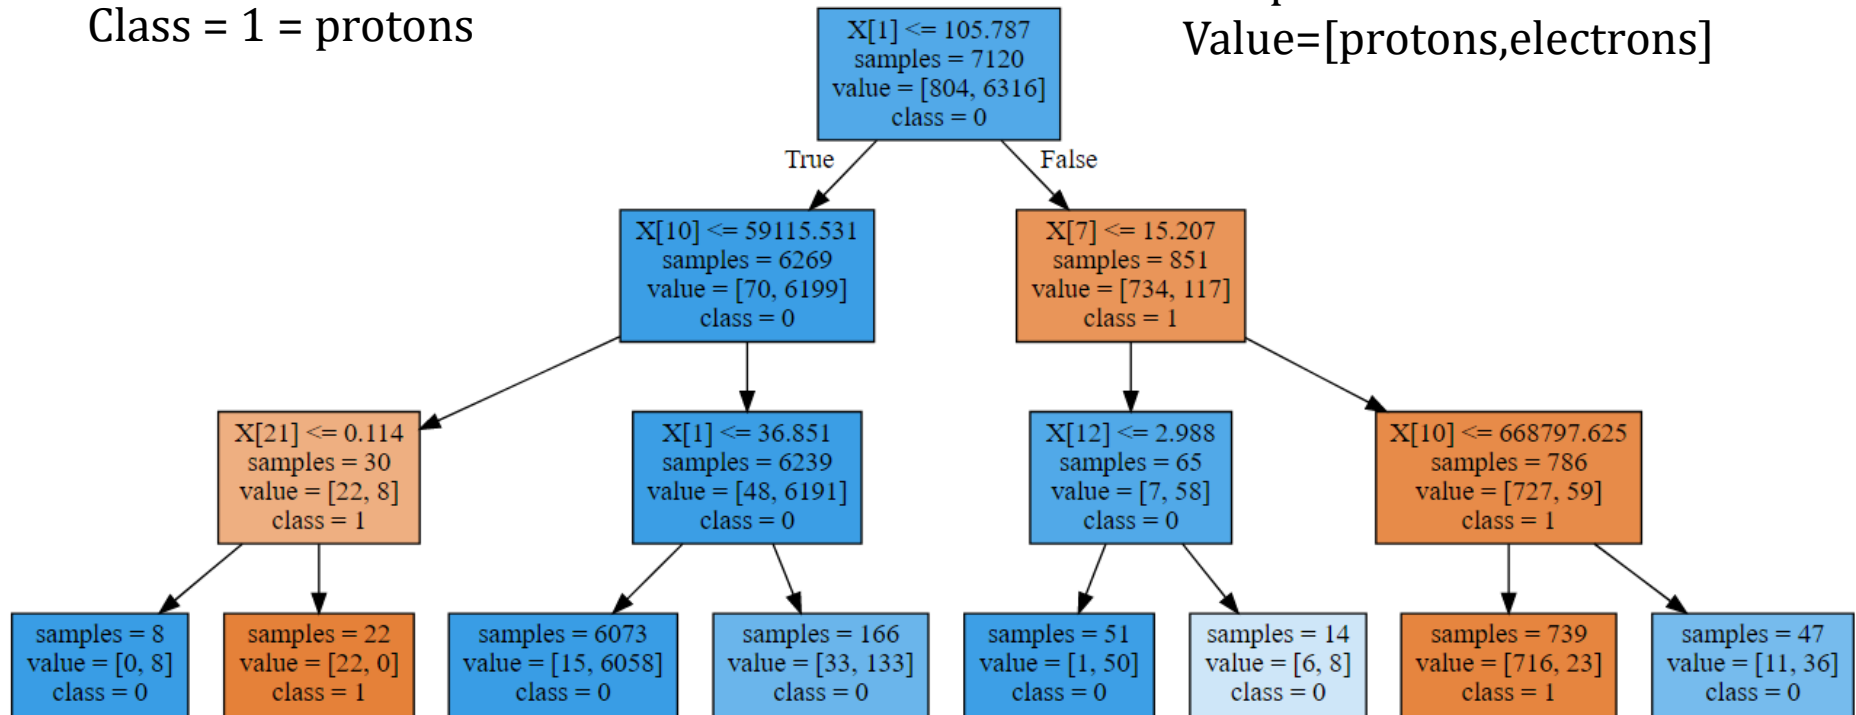 Class = 1 = protons
Value=[protons,electrons]
X[1] <= 105.787
samples = 7120
value = [804, 6316]
class = 0
True
False
X[10] <= 59115.531
samples = 6269
value = [70, 6199]
class = 0
X[7] <= 15.207
samples = 851
value = [734, 117]
class = 1
X[21] <= 0.114
samples = 30
value = [22, 8]
class = 1
X[1] <= 36.851
samples = 6239
value = [48, 6191]
class = 0
X[12] <= 2.988
samples = 65
value = [7, 58]
class = 0
X[10] <= 668797.625
samples = 786
value = [727, 59]
class = 1
samples = 8
value = [0, 8]
class = 0
samples = 22
value = [22, 0]
class = 1
samples = 6073
value = [15, 6058]
class = 0
samples = 166
value = [33, 133]
class = 0
samples = 51
value = [1, 50]
class = 0
samples = 14
value = [6, 8]
class = 0
samples = 739
value = [716, 23]
class = 1
samples = 47
value = [11, 36]
class = 0